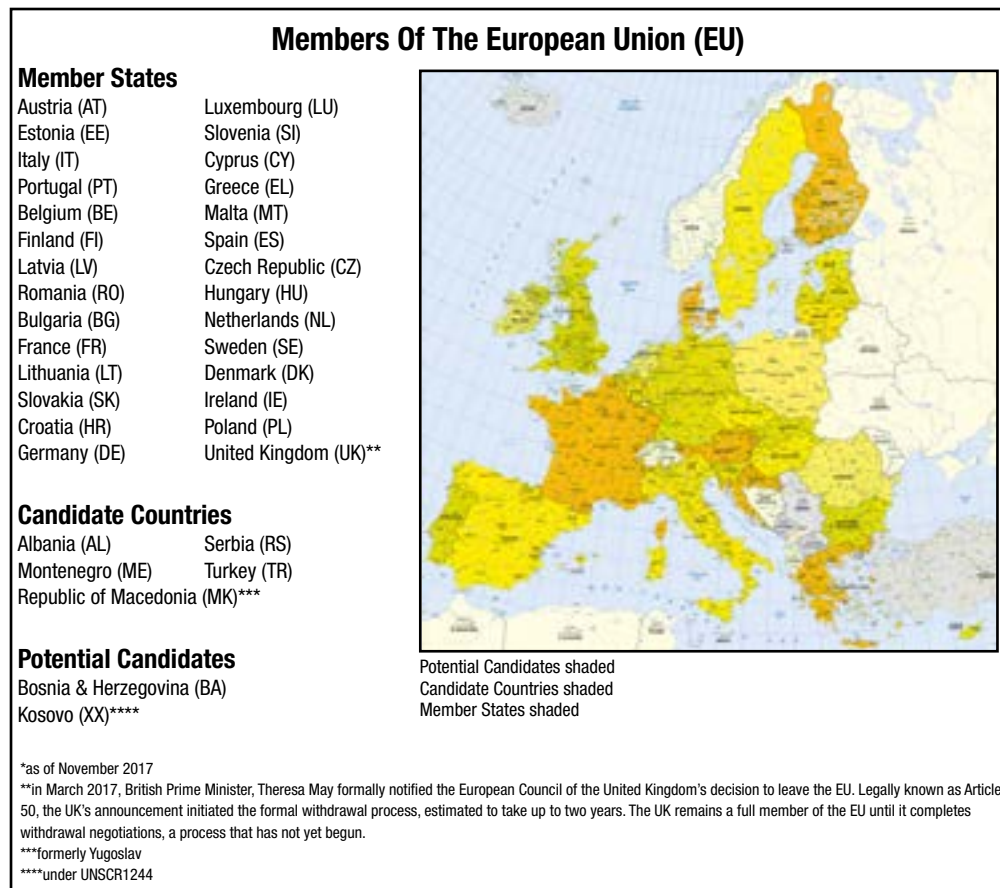 Members Of The European Union (EU)
Member States
Austria (AT)
Estonia (EE)
Italy (IT)
Portugal (PT)
Belgium (BE)
Finland (FI)
Latvia (LV)
Romania (RO)
Bulgaria (BG)
France (FR)
Lithuania (LT)
Slovakia (SK)
Croatia (HR)
Germany (DE)
Luxembourg (LU)
Slovenia (SI)
Cyprus (CY)
Greece (EL)
Malta (MT)
Spain (ES)
Czech Republic (CZ)
Hungary (HU)
Netherlands (NL)
Sweden (SE)
Denmark (DK)
Ireland (IE)
Poland (PL)
United Kingdom (UK)**
Candidate Countries
Albania (AL)
Montenegro (ME)
Serbia (RS)
Turkey (TR)
Republic of Macedonia (MK)***
Potential Candidates
Bosnia & Herzegovina (BA)
Kosovo (XX)****
Potential Candidates shaded
Candidate Countries shaded
Member States shaded
*as of November 2017
**in March 2017, British Prime Minister, Theresa May formally notified the European Council of the United Kingdom's decision to leave the EU. Legally known as Article
50, the UK's announcement initiated the formal withdrawal process, estimated to take up to two years. The UK remains a full member of the EU until it completes
withdrawal negotiations, a process that has not yet begun.
***formerly Yugoslav
****under UNSCR1244